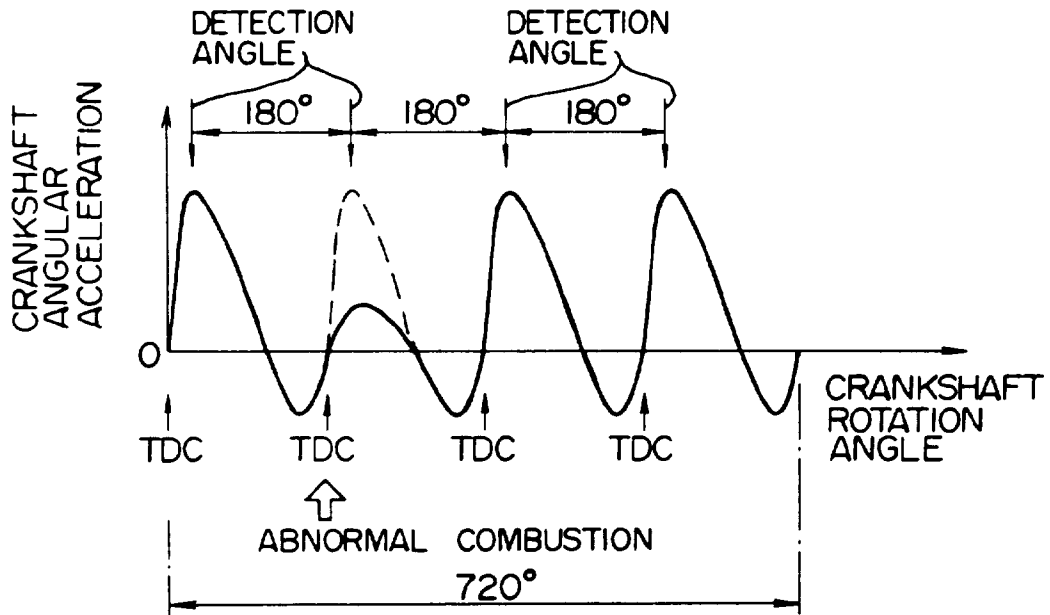 DETECTION
ANGLE
DETECTION
ANGLE
180°
180°
180°
CRANKSHAFT
ANGULAR
ACCELERATION
0
CRANKSHAFT
ROTATION
ANGLE
TDC
TDC
TDC
TDC
ABNORMAL COMBUSTION
720°